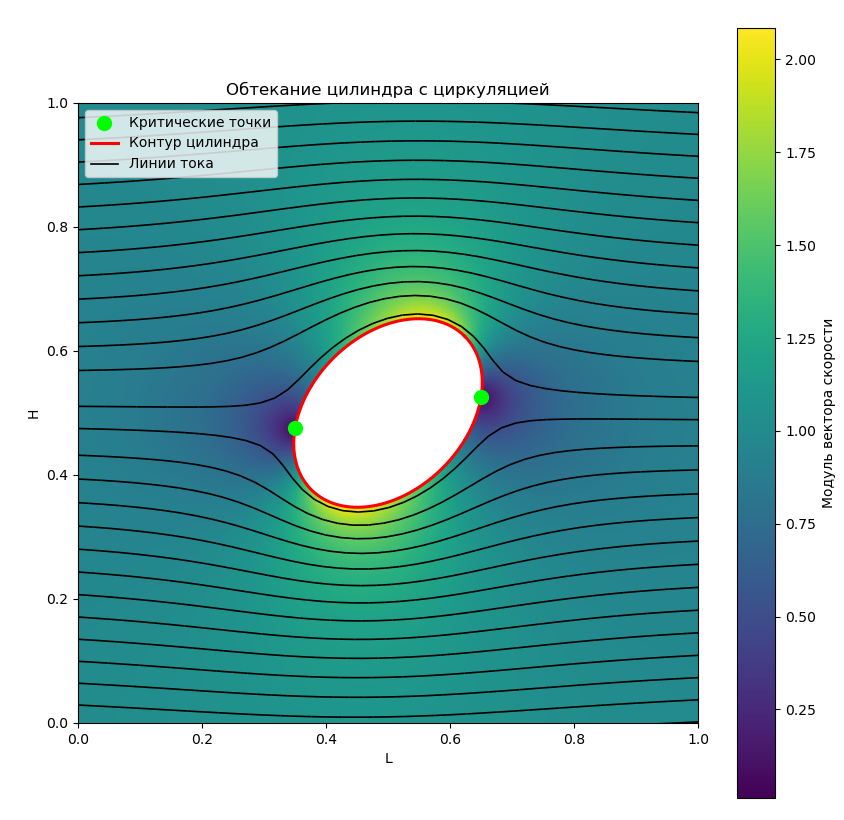 Обтекание цилиндра с циркуляцией
Критические точки
Контур цилиндра
Линии тока
1.0
0.8
0.6
0.4
0.2
0.0
H
0.0 0.2 0.4 0.6 0.8 1.0
L
2.00
1.75
1.50
1.25
1.00
0.75
0.50
0.25
Модуль вектора скорости